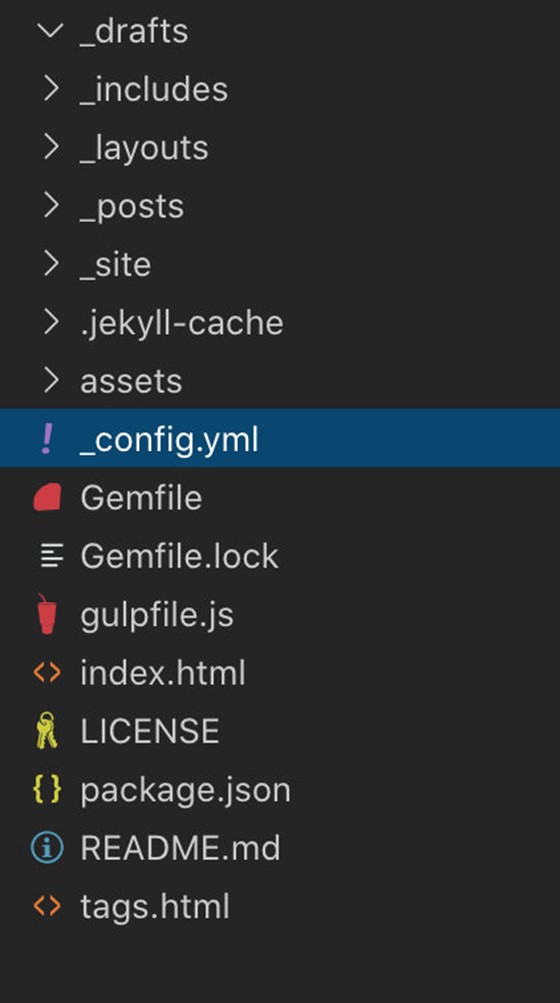 _drafts
_includes
_layouts
_posts
_site
.jekyll-cache
assets
_config.yml
Gemfile
Gemfile.lock
gulpfile.js
index.html
LICENSE
package.json
README.md
tags.html